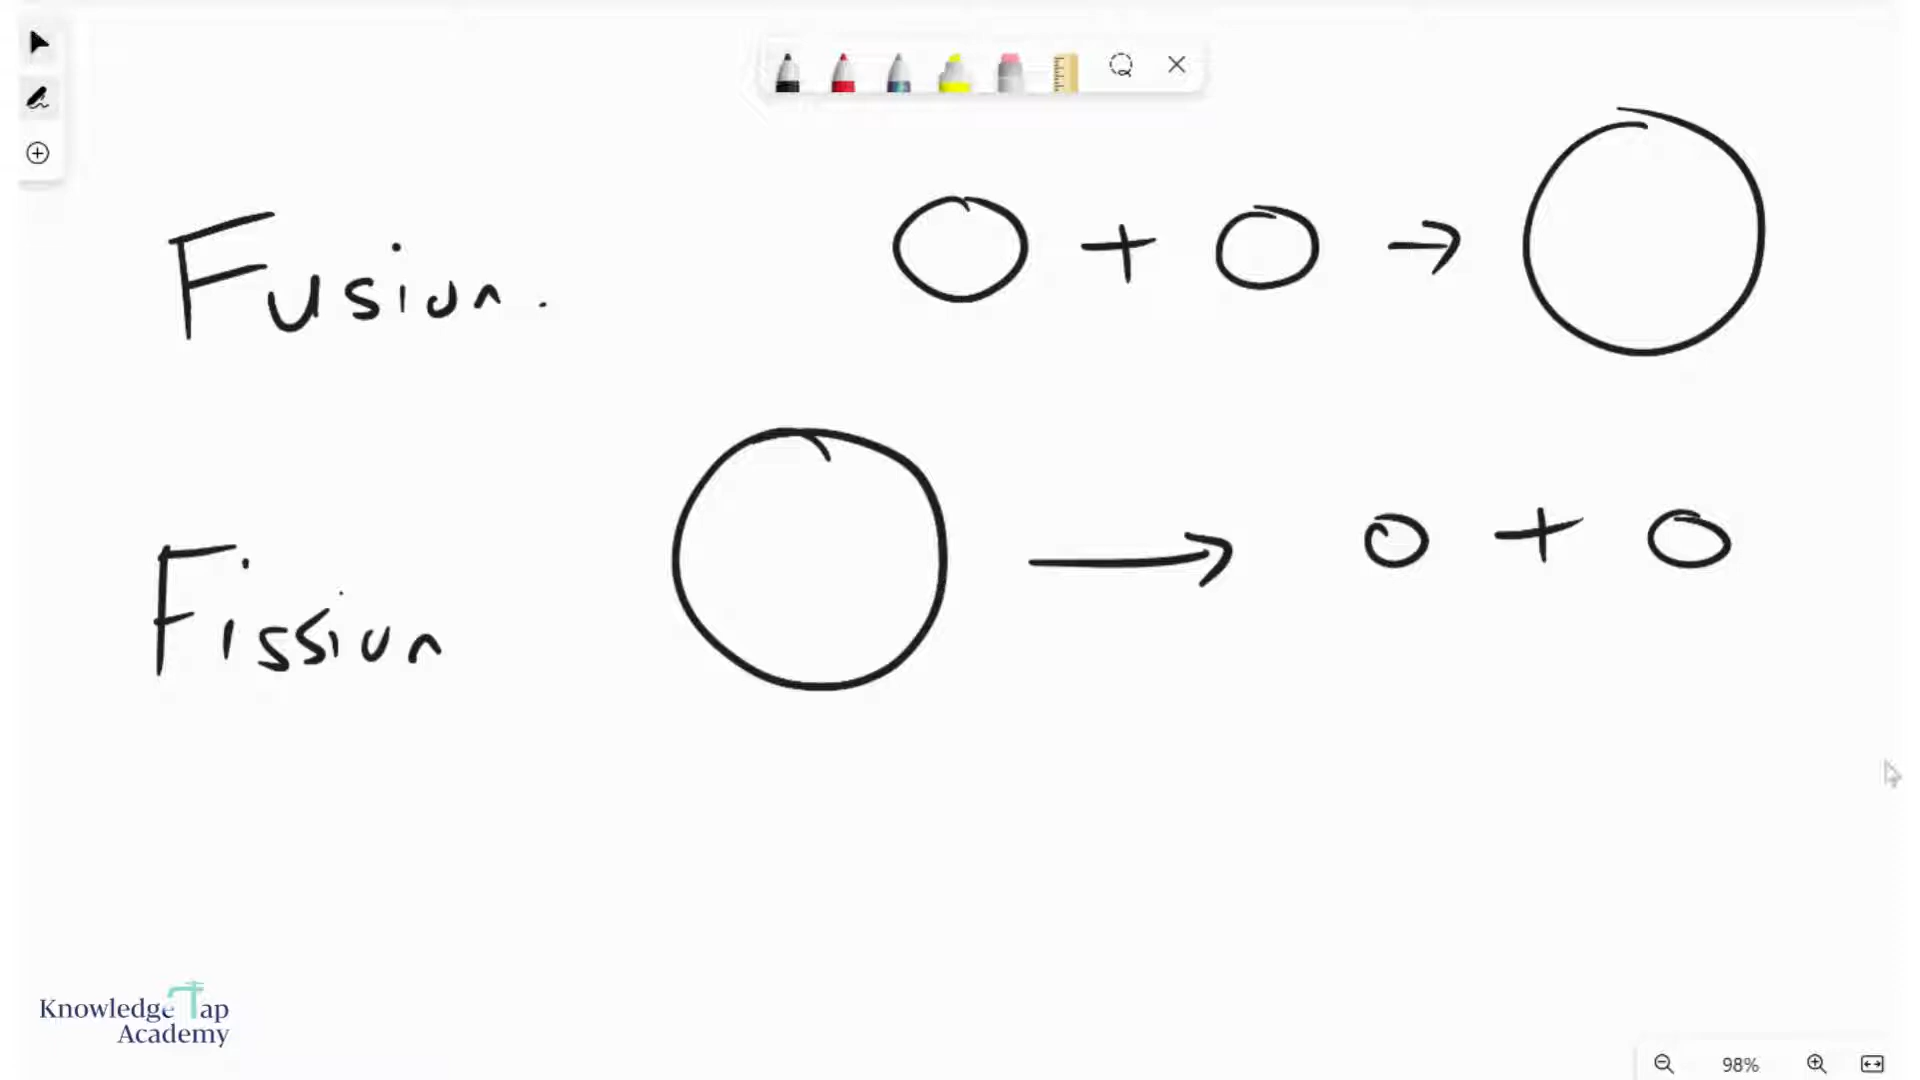 Fusion. O + O →
Fission → O + O
Knowledge Tap
Academy
98%